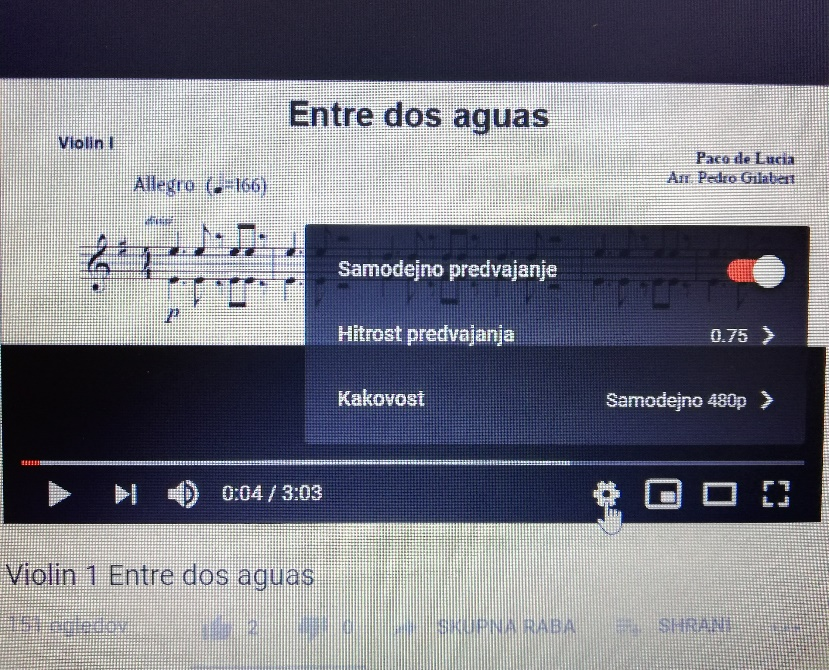 Entre dos aguas
Violin I
Paco de Lucia
Arr. Pedro Gilabert
Allegro (♩=166)
p
Samodejno predvajanje
Hitrost predvajanja 0.75
Kakovost Samodejno 480p
0:04 / 3:03
Violin 1 Entre dos aguas
151 ogledov 2 0 SKUPNA RABA SHRANI